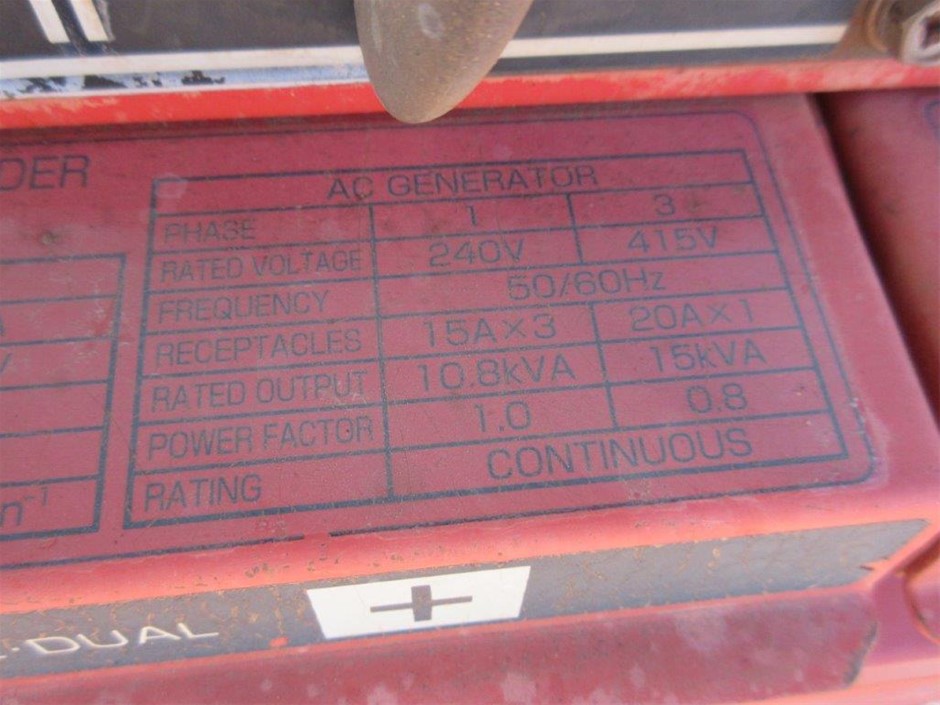 DER
AC GENERATOR
PHASE 1 3
RATED VOLTAGE 240V 415V
FREQUENCY 50/60Hz
RECEPTACLES 15A×3 20A×1
RATED OUTPUT 10.8kVA 15kVA
POWER FACTOR 1.0 0.8
RATING CONTINUOUS
n⁻¹
DUAL
+